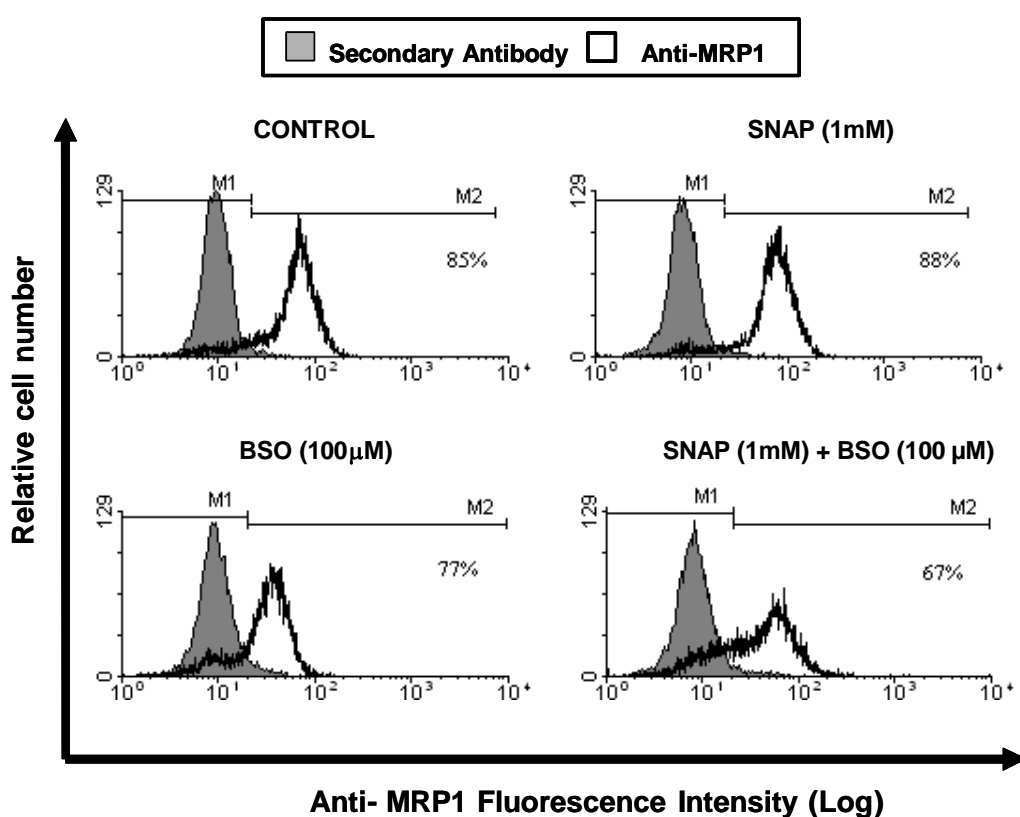 Secondary Antibody Anti-MRP1
CONTROL
129
M1
M2
85%
0
10⁰ 10¹ 10² 10³ 10⁴
SNAP (1mM)
129
M1
M2
88%
0
10⁰ 10¹ 10² 10³ 10⁴
BSO (100μM)
129
M1
M2
77%
0
10⁰ 10¹ 10² 10³ 10⁴
SNAP (1mM) + BSO (100 µM)
129
M1
M2
67%
0
10⁰ 10¹ 10² 10³ 10⁴
Relative cell number
Anti- MRP1 Fluorescence Intensity (Log)